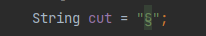 String cut = "§";